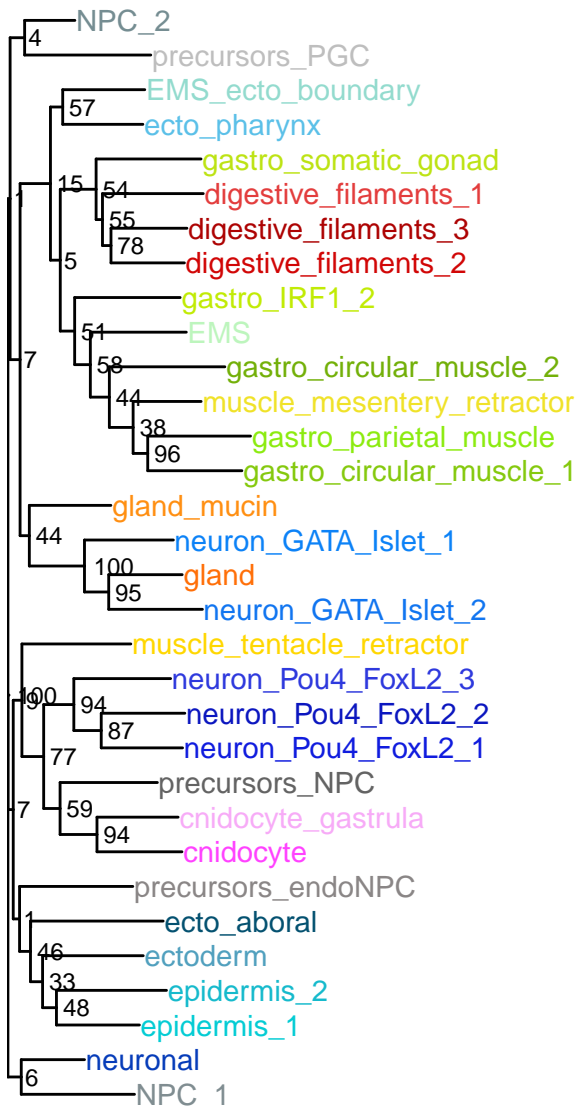 NPC_2
4
precursors_PGC
EMS_ecto_boundary
57
ecto_pharynx
gastro_somatic_gonad
15
54
1
digestive_filaments_1
55
digestive_filaments_3
78
5
digestive_filaments_2
gastro_IRF1_2
51
EMS
7
58
gastro_circular_muscle_2
44
muscle_mesentery_retractor
38
gastro_parietal_muscle
96
gastro_circular_muscle_1
gland_mucin
44
neuron_GATA_Islet_1
100
gland
95
neuron_GATA_Islet_2
muscle_tentacle_retractor
neuron_Pou4_FoxL2_3
100
9
94
neuron_Pou4_FoxL2_2
87
neuron_Pou4_FoxL2_1
77
precursors_NPC
7
59
cnidocyte_gastrula
94
cnidocyte
precursors_endoNPC
1
ecto_aboral
46
ectoderm
33
epidermis_2
48
epidermis_1
neuronal
6
NPC_1